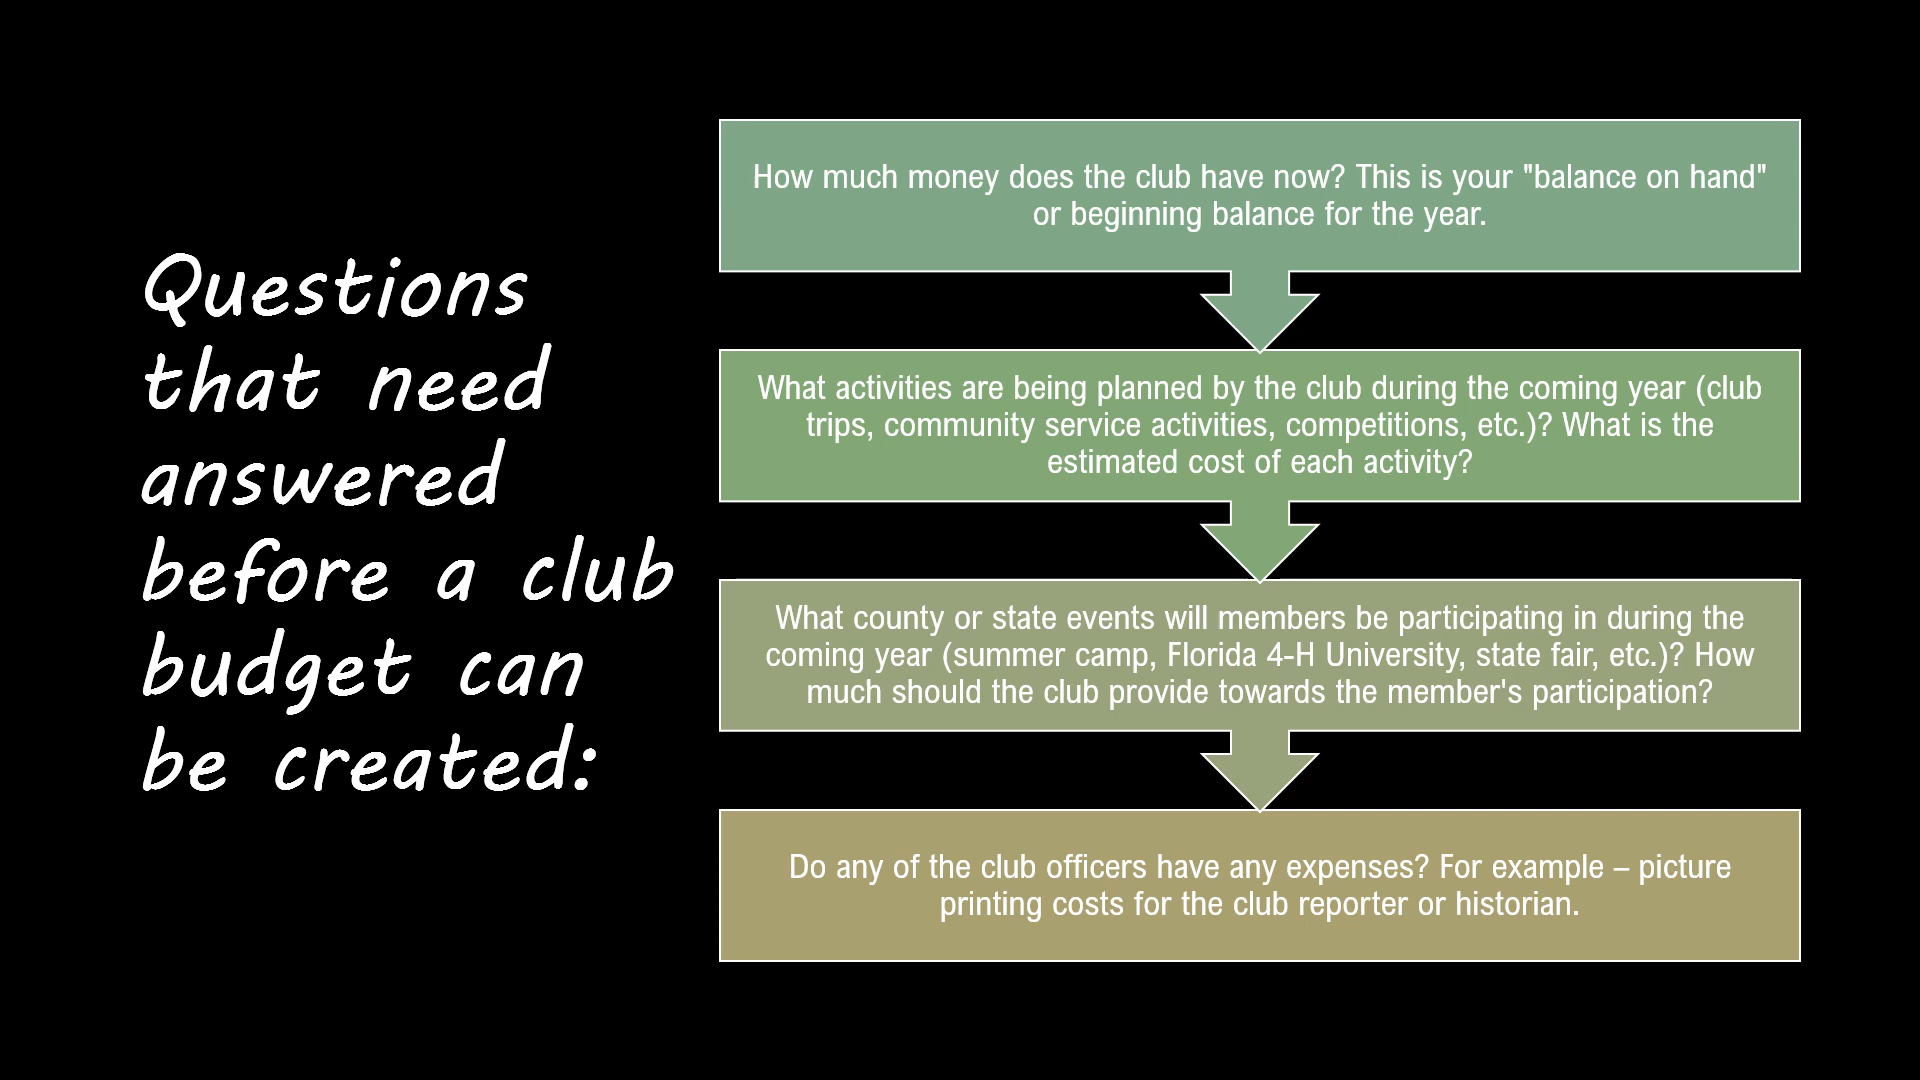 Questions
that need
answered
before a club
budget can
be created:
How much money does the club have now? This is your "balance on hand"
or beginning balance for the year.
What activities are being planned by the club during the coming year (club
trips, community service activities, competitions, etc.)? What is the
estimated cost of each activity?
What county or state events will members be participating in during the
coming year (summer camp, Florida 4-H University, state fair, etc.)? How
much should the club provide towards the member's participation?
Do any of the club officers have any expenses? For example – picture
printing costs for the club reporter or historian.